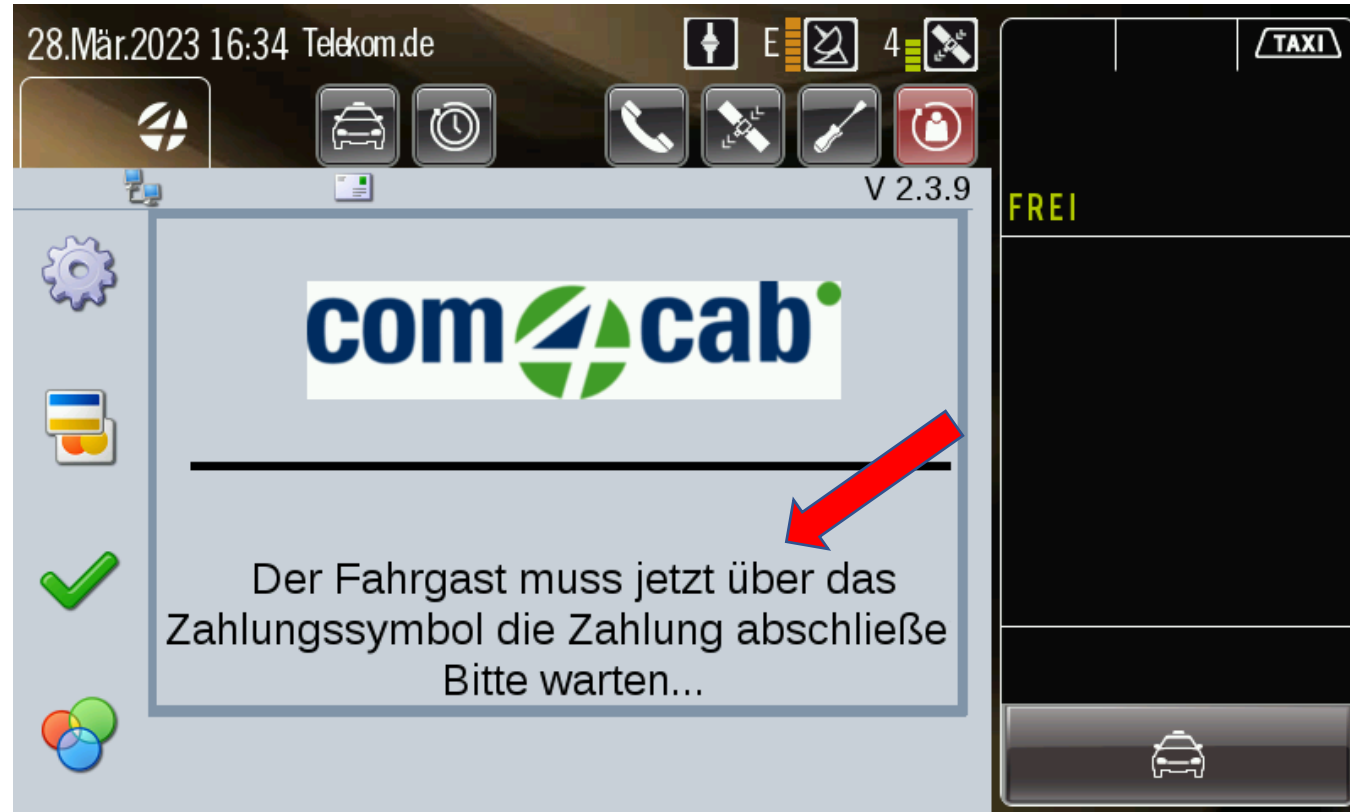 28.Mär.2023 16:34 Telekom.de
E
4
TAXI
V 2.3.9
FREI
com4cab
Der Fahrgast muss jetzt über das
Zahlungssymbol die Zahlung abschließe
Bitte warten...